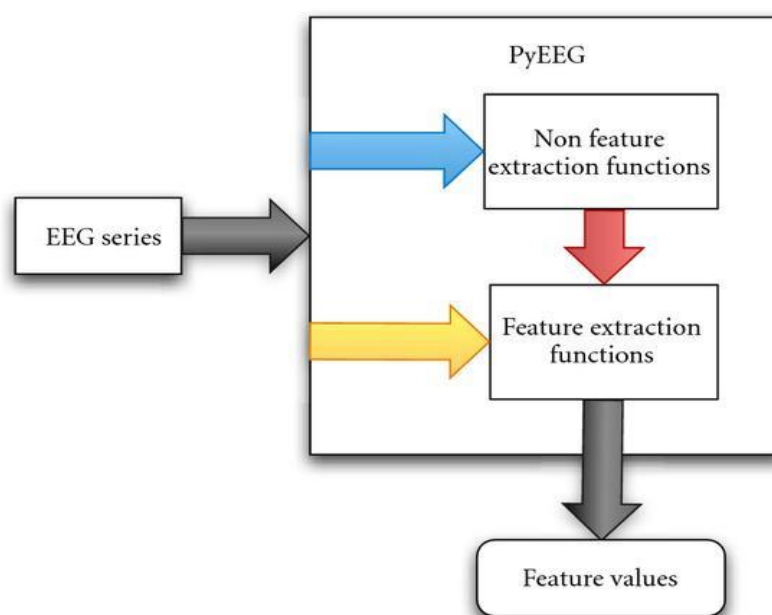 PyEEG
Non feature
extraction functions
EEG series
Feature extraction
functions
Feature values